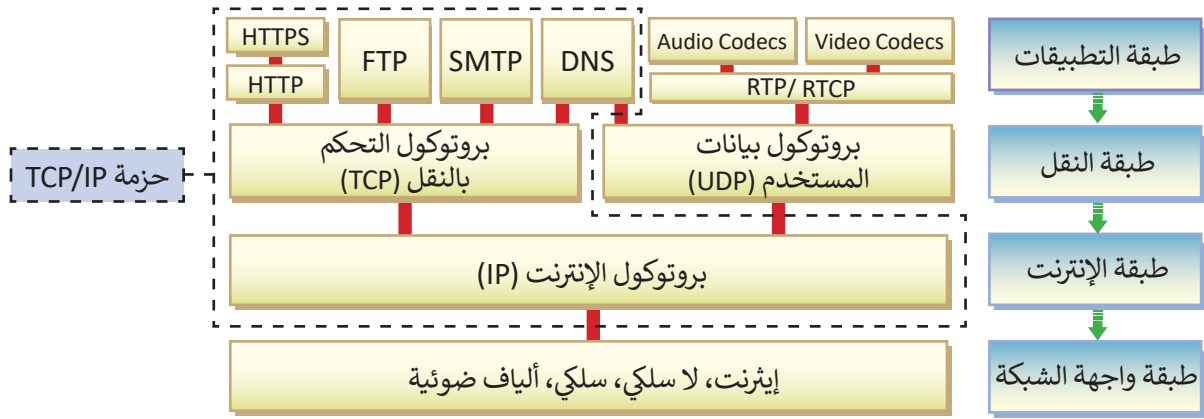 HTTPS
HTTP
FTP
SMTP
DNS
Audio Codecs
Video Codecs
RTP/ RTCP
طبقة التطبيقات
حزمة TCP/IP
بروتوكول التحكم
بالنقل (TCP)
بروتوكول بيانات
المستخدم (UDP)
طبقة النقل
بروتوكول الإنترنت (IP)
طبقة الإنترنت
إيثرنت، لا سلكي، سلكي، ألياف ضوئية
طبقة واجهة الشبكة